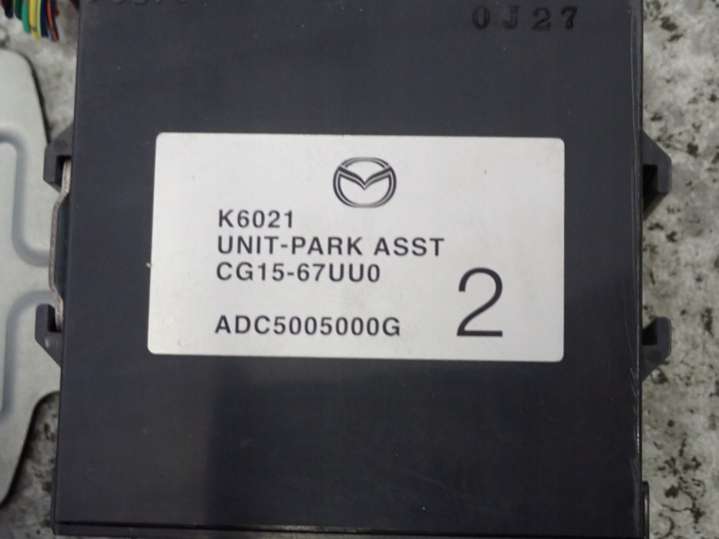 0J27
K6021
UNIT-PARK ASST
CG15-67UU0
ADC5005000G
2